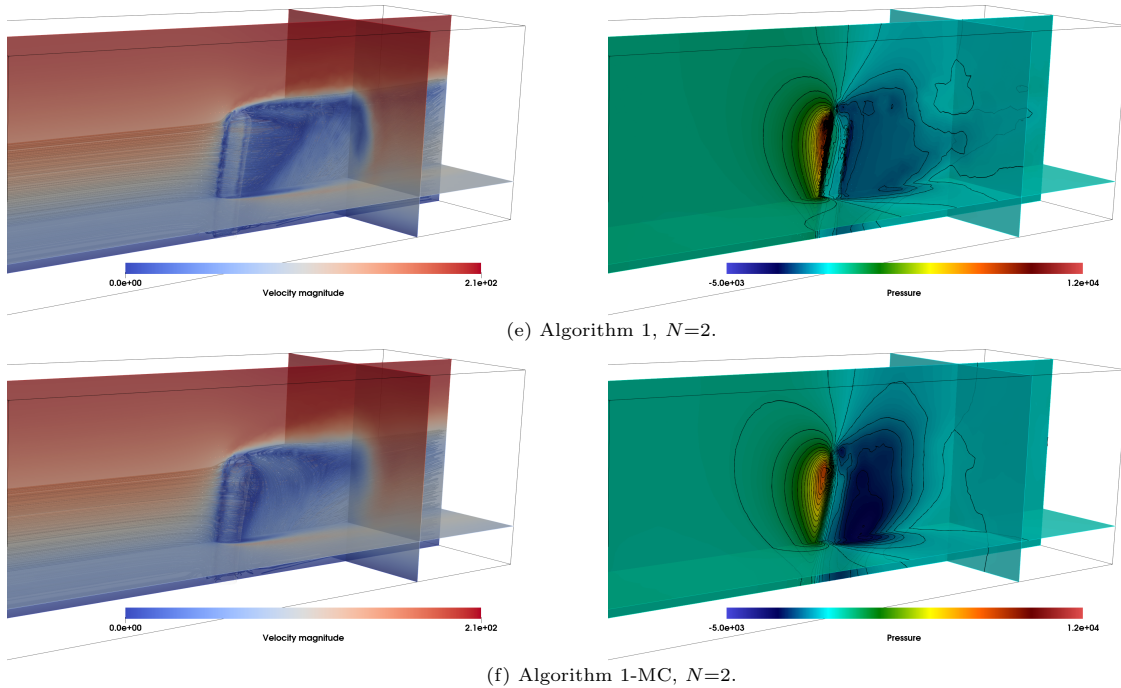 0.0e+00 2.1e+02 -5.0e+03 1.2e+04
Velocity magnitude Pressure
(e) Algorithm 1, N=2.
0.0e+00 2.1e+02 -5.0e+03 1.2e+04
Velocity magnitude Pressure
(f) Algorithm 1-MC, N=2.